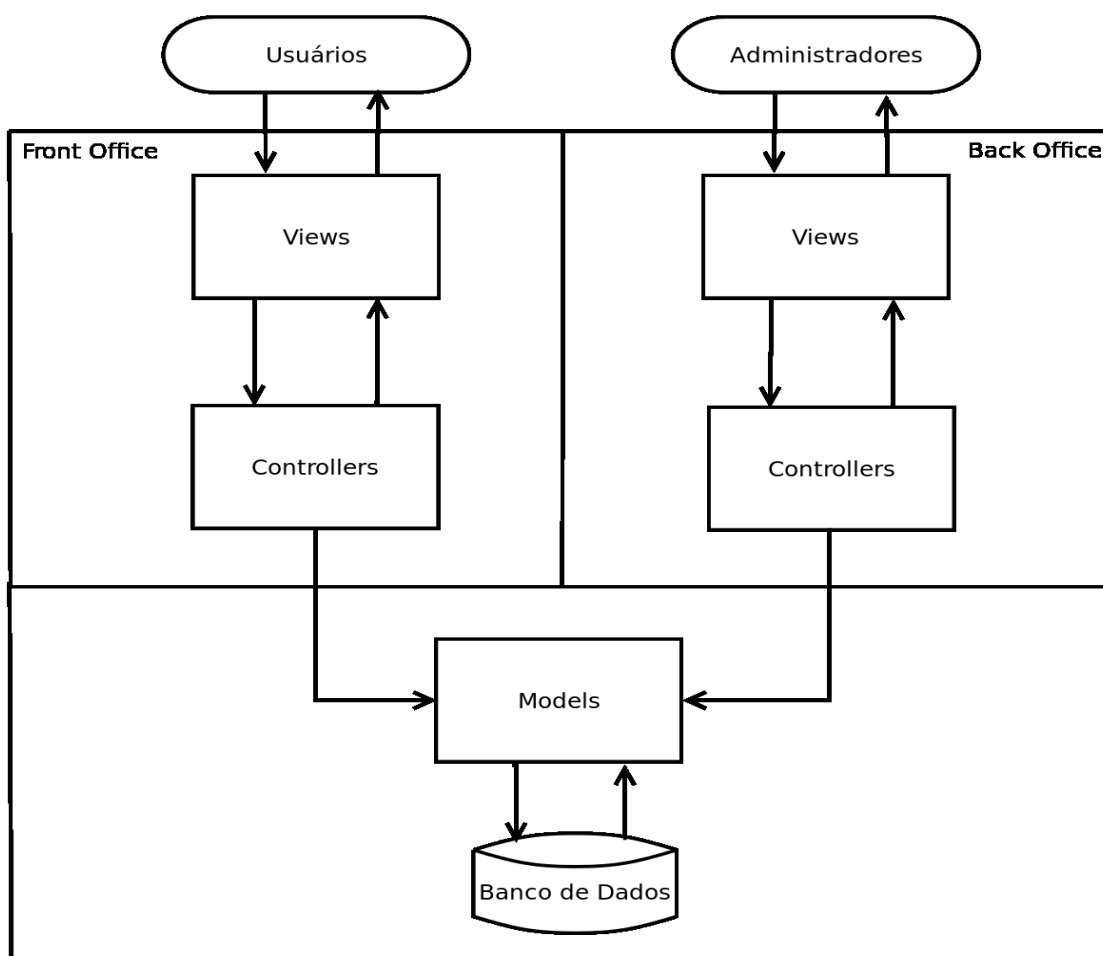 Usuários
Administradores
Front Office
Back Office
Views
Views
Controllers
Controllers
Models
Banco de Dados